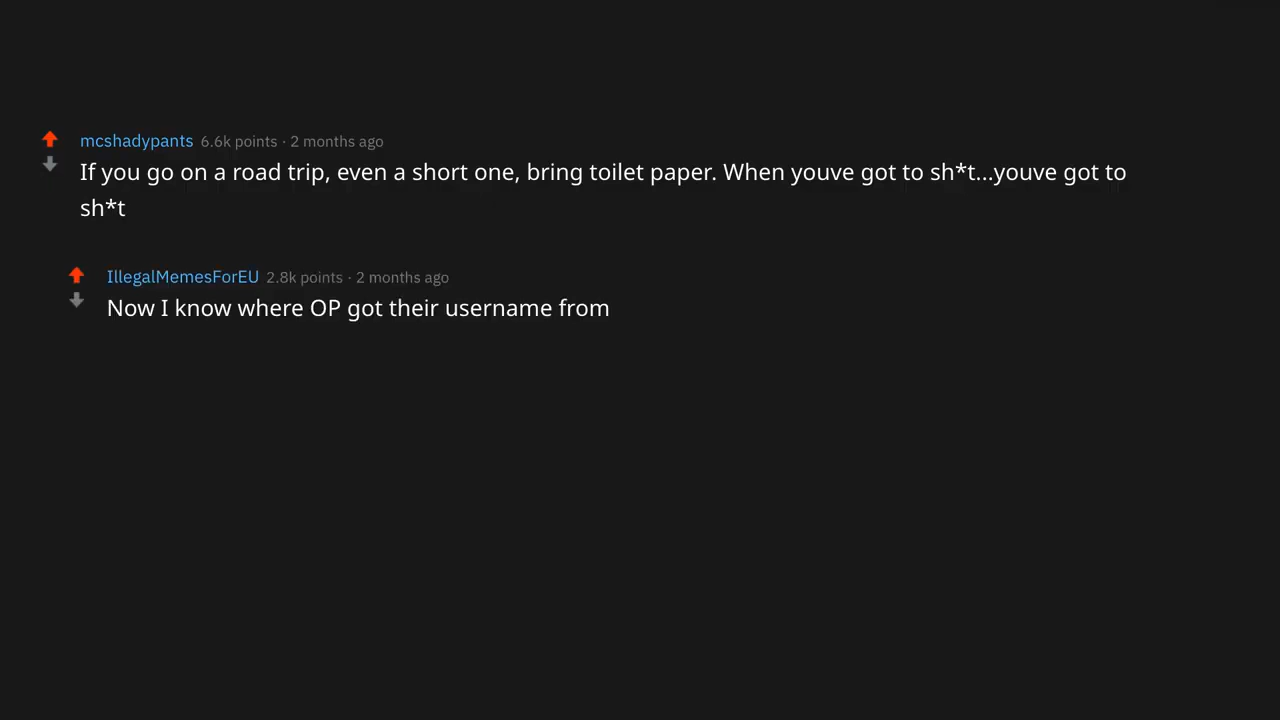 mcshadypants 6.6k points · 2 months ago
If you go on a road trip, even a short one, bring toilet paper. When youve got to sh*t...youve got to
sh*t
IllegalMemesForEU 2.8k points · 2 months ago
Now I know where OP got their username from